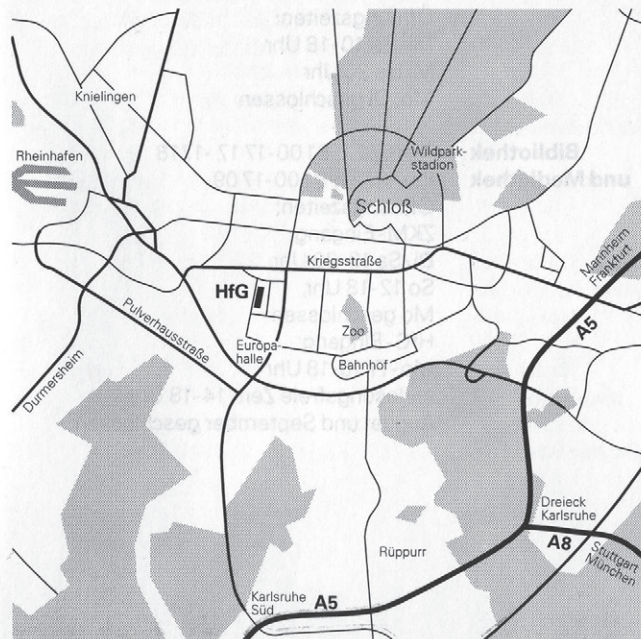 Knielingen
Rheinhafen
Wildpark-
stadion
Schloß
Kriegsstraße
Mannheim
Frankfurt
A5
HfG
Pulverhausstraße
Europa-
halle
Zoo
Bahnhof
Durmersheim
Dreieck
Karlsruhe
A8
Stuttgart
München
Rüppurr
Karlsruhe
Süd
A5